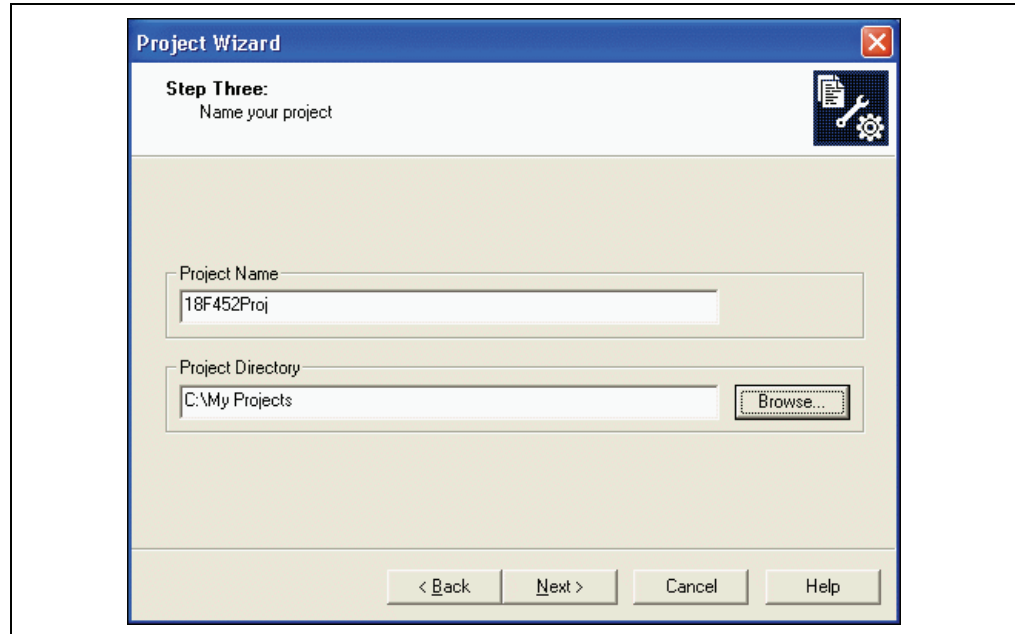 Project Wizard
Step Three:
Name your project
Project Name
18F452Proj
Project Directory
C:\My Projects
Browse...
< Back
Next >
Cancel
Help